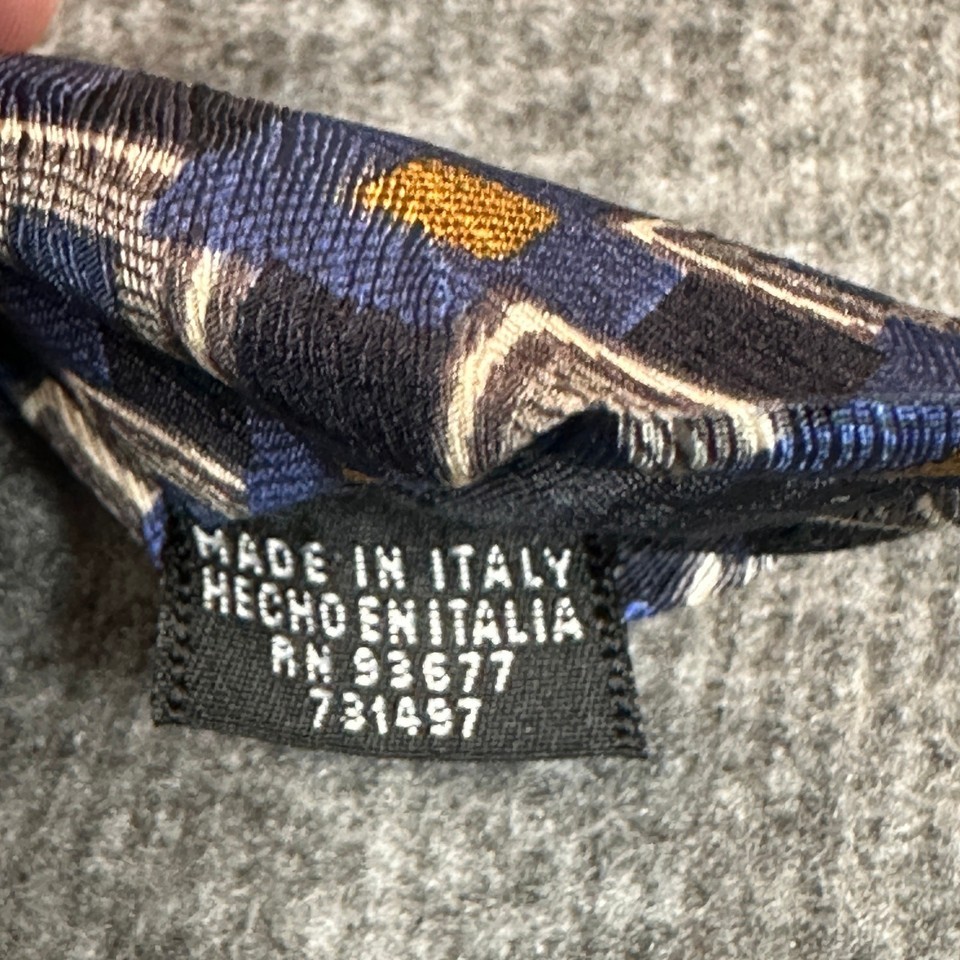 MADE IN ITALY
HECHO EN ITALIA
RN 93677
731497